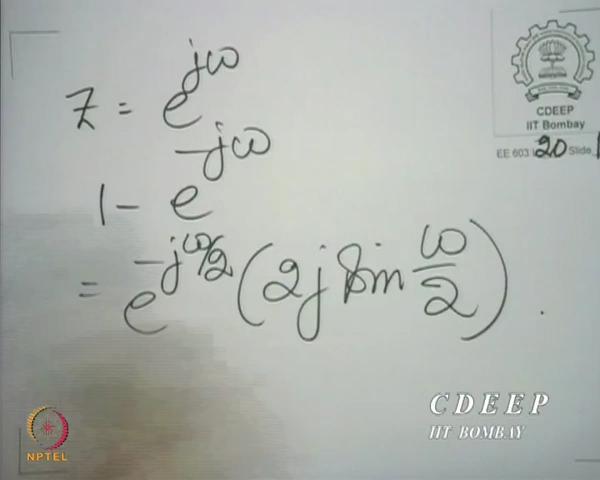 z = e^{jω}
1 - e^{-jω}
= e^{-jω/2} (2j sin ω/2).
CDEEP
IIT Bombay
EE 603 L 20 Slide 1
CDEEP
IIT BOMBAY
NPTEL